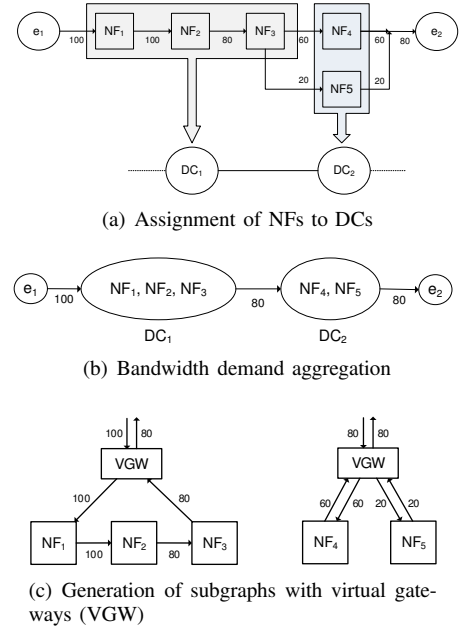 e1 NF1 NF2 NF3 NF4 e2
100 100 80 60 60 80
20 NF5 20
DC1 DC2
(a) Assignment of NFs to DCs
e1 NF1, NF2, NF3 NF4, NF5 e2
100 80 80
DC1 DC2
(b) Bandwidth demand aggregation
100 80 80 80
VGW VGW
100 80 60 60 20 20
NF1 NF2 NF3 NF4 NF5
100 80
(c) Generation of subgraphs with virtual gate-
ways (VGW)